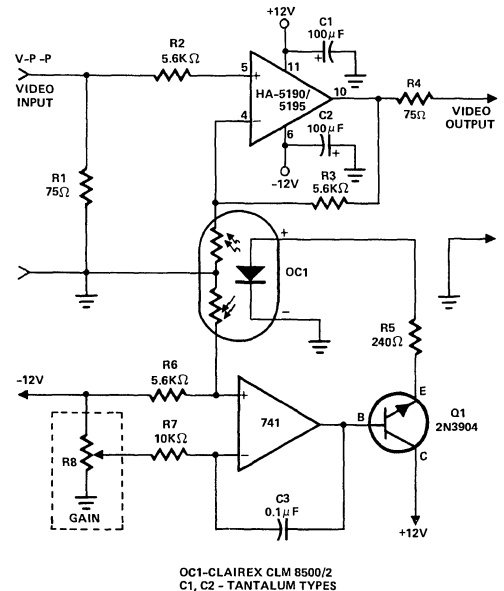 +12V
C1
100µF
+
R2
5.6KΩ
V-P-P
VIDEO
INPUT
5
+
11
HA-5190/
5195
10
R4
75Ω
VIDEO
OUTPUT
4
−
6
C2
100µF
+
−12V
R1
75Ω
R3
5.6KΩ
+
OC1
−
R5
240Ω
−12V
R6
5.6KΩ
+
741
B
E
Q1
2N3904
C
R7
10KΩ
−
R8
GAIN
C3
0.1µF
+12V
OC1-CLAIREX CLM 8500/2
C1, C2 - TANTALUM TYPES